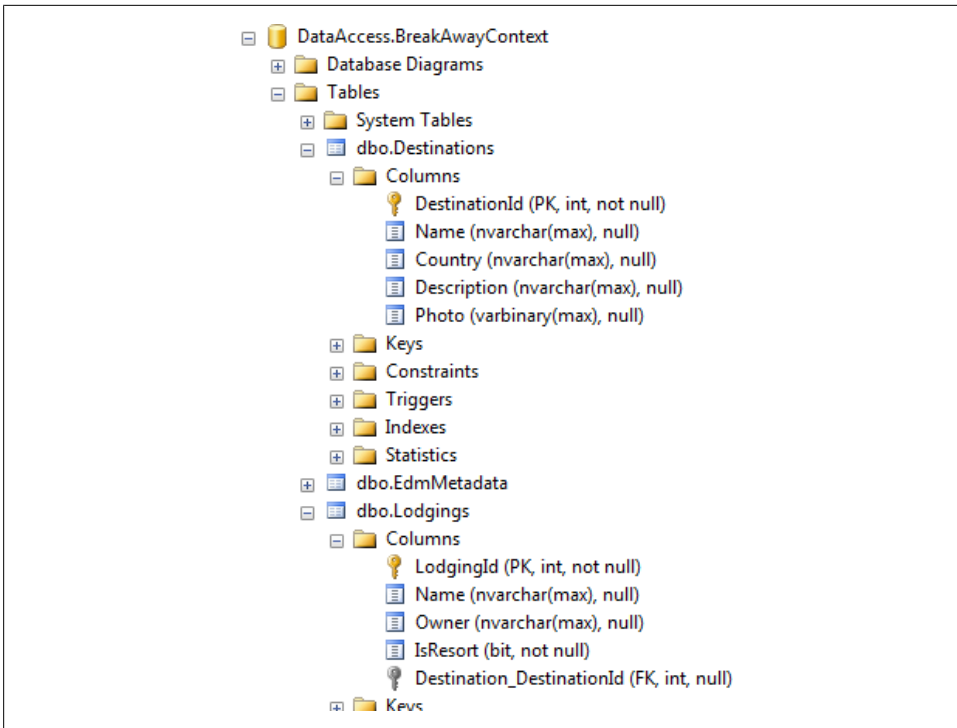 DataAccess.BreakAwayContext
Database Diagrams
Tables
System Tables
dbo.Destinations
Columns
DestinationId (PK, int, not null)
Name (nvarchar(max), null)
Country (nvarchar(max), null)
Description (nvarchar(max), null)
Photo (varbinary(max), null)
Keys
Constraints
Triggers
Indexes
Statistics
dbo.EdmMetadata
dbo.Lodgings
Columns
LodgingId (PK, int, not null)
Name (nvarchar(max), null)
Owner (nvarchar(max), null)
IsResort (bit, not null)
Destination_DestinationId (FK, int, null)
Keys